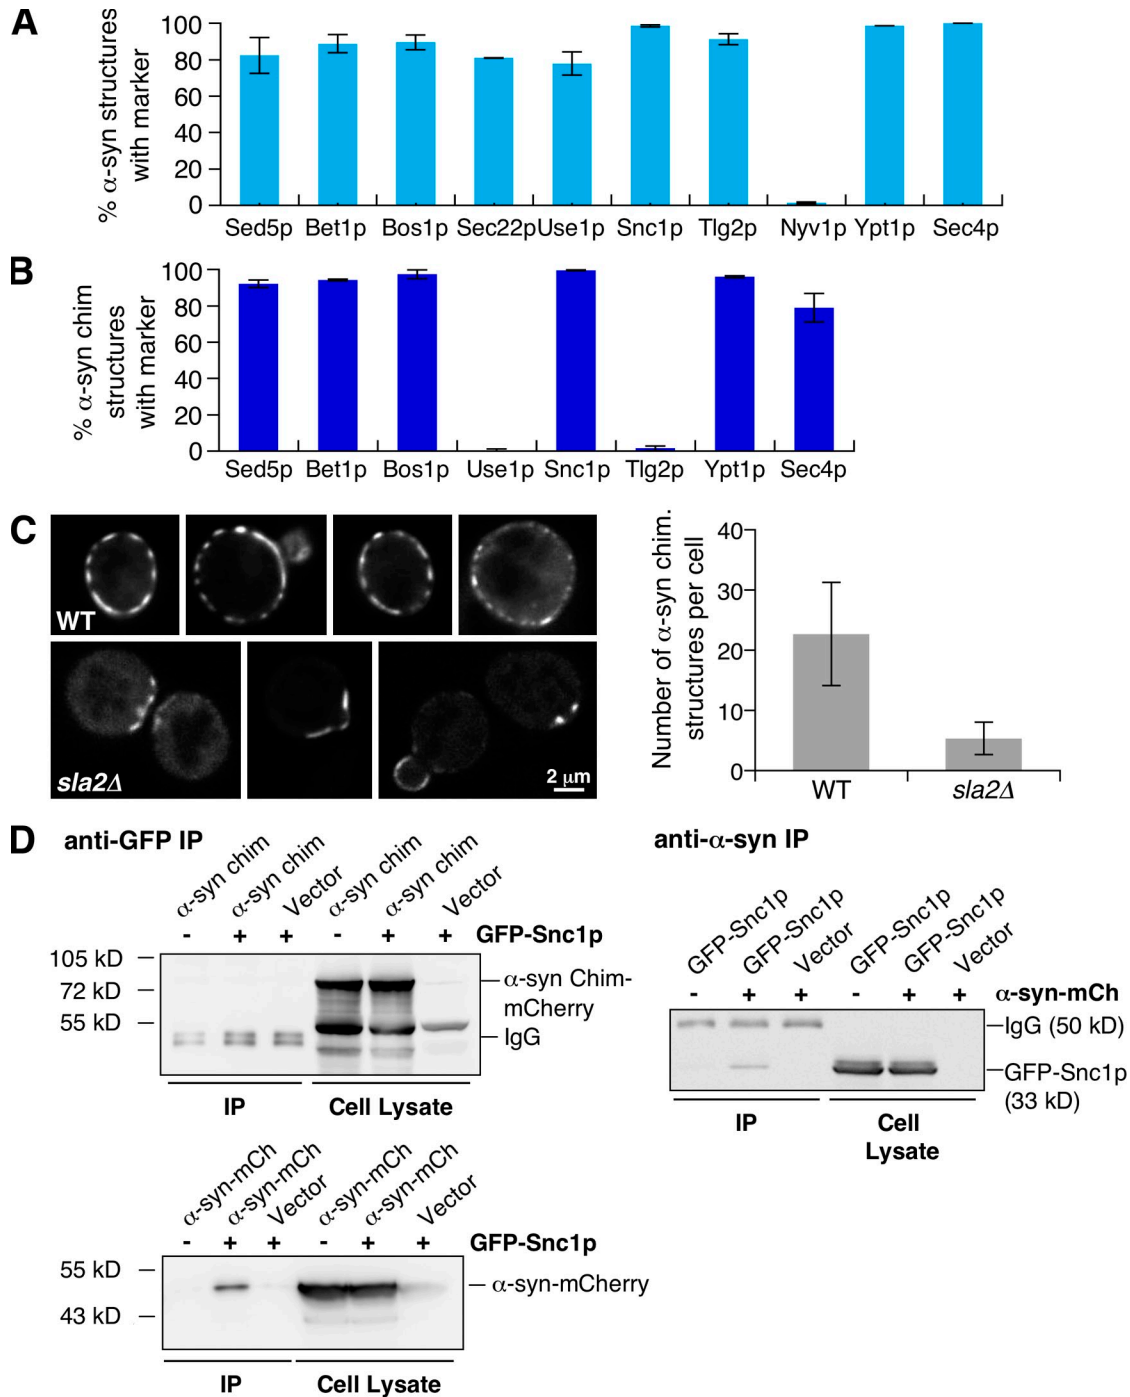 A
% α-syn structures
with marker
100
80
60
40
20
0
Sed5p Bet1p Bos1p Sec22p Use1p Snc1p Tlg2p Nyv1p Ypt1p Sec4p
B
% α-syn chim
structures
with marker
100
80
60
40
20
0
Sed5p Bet1p Bos1p Use1p Snc1p Tlg2p Ypt1p Sec4p
C
WT
sla2Δ
2 μm
Number of α-syn chim.
structures per cell
40
30
20
10
0
WT sla2Δ
D
anti-GFP IP
α-syn chim α-syn chim Vector α-syn chim α-syn chim Vector
- + + - + + GFP-Snc1p
105 kD
72 kD
55 kD
α-syn Chim-
mCherry
IgG
IP Cell Lysate
α-syn-mCh α-syn-mCh Vector α-syn-mCh α-syn-mCh Vector
- + + - + + GFP-Snc1p
55 kD
43 kD
α-syn-mCherry
IP Cell Lysate
anti-α-syn IP
GFP-Snc1p GFP-Snc1p Vector GFP-Snc1p GFP-Snc1p Vector
- + + - + + α-syn-mCh
IgG (50 kD)
GFP-Snc1p
(33 kD)
IP Cell
Lysate